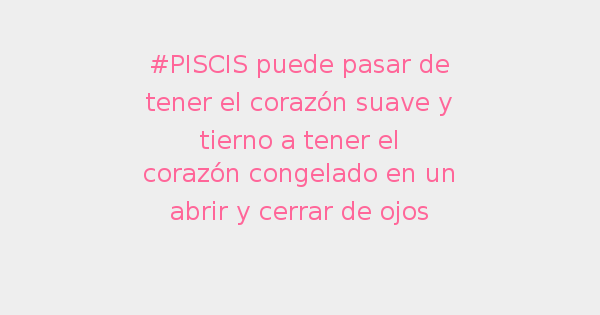 #PISCIS puede pasar de
tener el corazón suave y
tierno a tener el
corazón congelado en un
abrir y cerrar de ojos